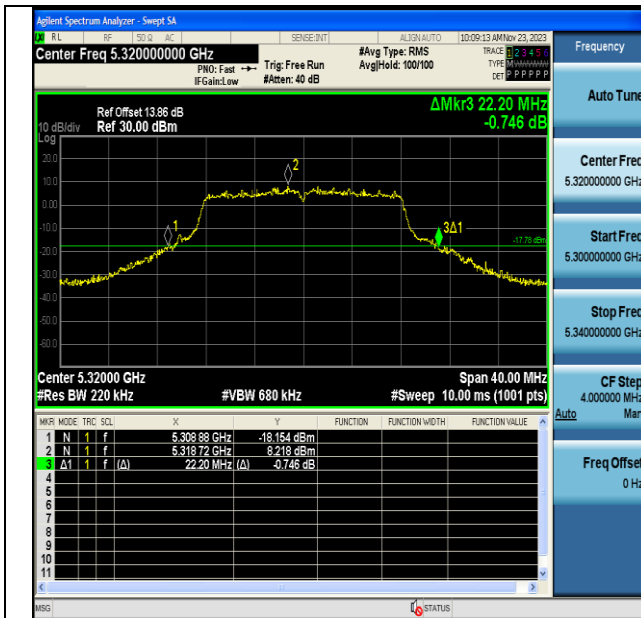 Agilent Spectrum Analyzer - Swept SA
RL RF 50 Ω AC SENSE:INT ALIGN AUTO 10:09:13 AM Nov 23, 2023
Center Freq 5.320000000 GHz
#Avg Type: RMS
TRACE 1 2 3 4 5 6
PNO: Fast Trig: Free Run Avg|Hold: 100/100
TYPE M
IFGain:Low #Atten: 40 dB
DET P P P P P P
ΔMkr3 22.20 MHz
-0.746 dB
Ref Offset 13.86 dB
10 dB/div Ref 30.00 dBm
Log
20.0
10.0
0.00
-10.0
-20.0
-30.0
-40.0
-50.0
-60.0
1
2
3Δ1
-17.78 dBm
Center 5.32000 GHz Span 40.00 MHz
#Res BW 220 kHz #VBW 680 kHz #Sweep 10.00 ms (1001 pts)
MKR MODE TRC SCL X Y FUNCTION FUNCTION WIDTH FUNCTION VALUE
1 N 1 f 5.308 88 GHz -18.154 dBm
2 N 1 f 5.318 72 GHz 8.218 dBm
3 Δ1 1 f (Δ) 22.20 MHz (Δ) -0.746 dB
4
5
6
7
8
9
10
11
MSG STATUS
Frequency
Auto Tune
Center Freq
5.320000000 GHz
Start Freq
5.300000000 GHz
Stop Freq
5.340000000 GHz
CF Step
4.000000 MHz
Auto Man
Freq Offset
0 Hz